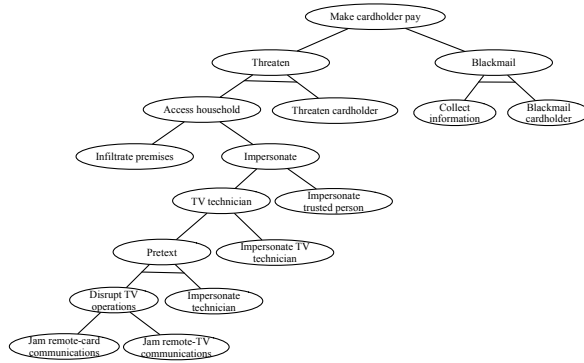 Make cardholder pay
Threaten
Blackmail
Access household
Threaten cardholder
Collect
information
Blackmail
cardholder
Infiltrate premises
Impersonate
TV technician
Impersonate
trusted person
Pretext
Impersonate TV
technician
Disrupt TV
operations
Impersonate
technician
Jam remote-card
communications
Jam remote-TV
communications